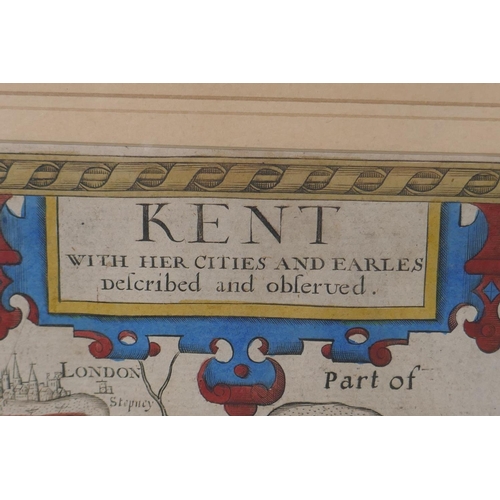 KENT
WITH HER CITIES AND EARLES
Deſcribed and obſerued.
LONDON
Stepney
Part of